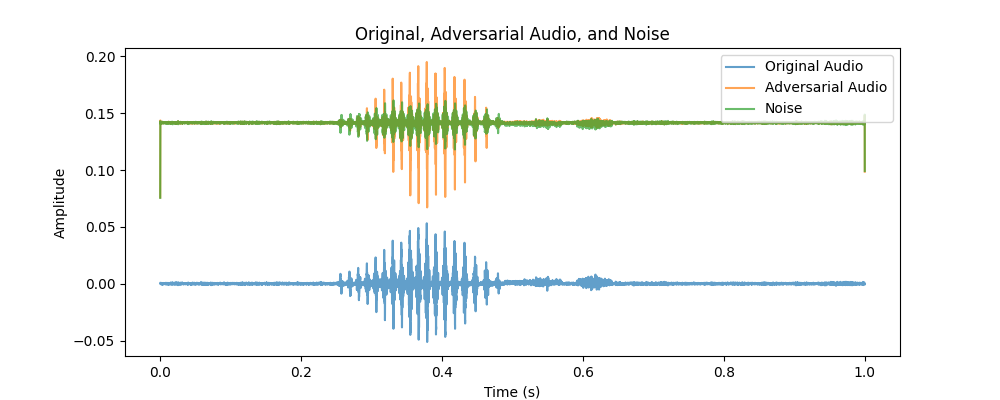 Original, Adversarial Audio, and Noise
Original Audio
Adversarial Audio
Noise
0.20
0.15
0.10
0.05
0.00
−0.05
Amplitude
0.0 0.2 0.4 0.6 0.8 1.0
Time (s)